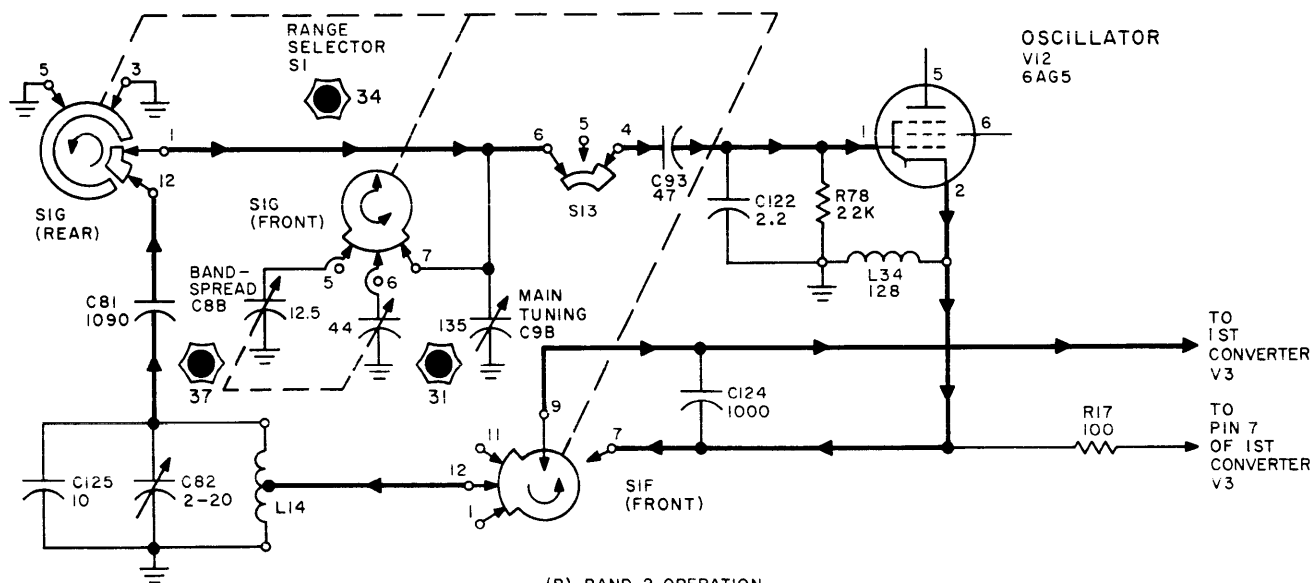 RANGE
SELECTOR
S1
34
OSCILLATOR
V12
6AG5
5
3
1
12
S1G
(REAR)
6
5
4
S13
C93
47
1
5
6
2
C122
2.2
R78
22K
L34
128
S1G
(FRONT)
5
6
7
BAND-
SPREAD
C8B
12.5
44
135
MAIN
TUNING
C9B
C81
1090
37
31
TO
1ST
CONVERTER
V3
C124
1000
9
11
12
1
7
S1F
(FRONT)
R17
100
TO
PIN 7
OF 1ST
CONVERTER
V3
C125
10
C82
2-20
L14